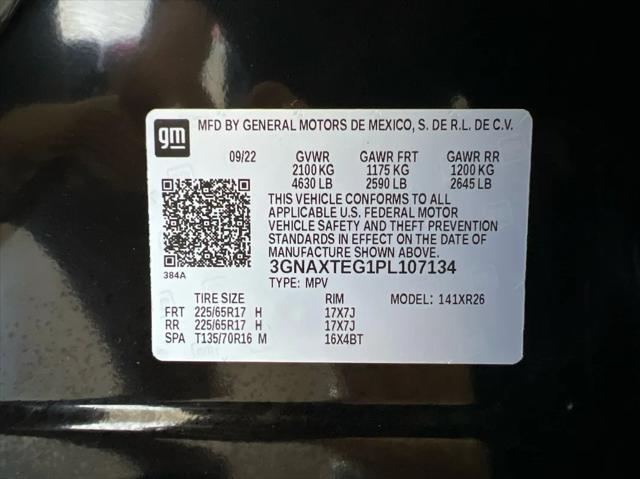 gm
MFD BY GENERAL MOTORS DE MEXICO, S. DE R.L. DE C.V.
09/22 GVWR GAWR FRT GAWR RR
2100 KG 1175 KG 1200 KG
4630 LB 2590 LB 2645 LB
THIS VEHICLE CONFORMS TO ALL
APPLICABLE U.S. FEDERAL MOTOR
VEHICLE SAFETY AND THEFT PREVENTION
STANDARDS IN EFFECT ON THE DATE OF
MANUFACTURE SHOWN ABOVE.
3GNAXTEG1PL107134
384A
TYPE: MPV
TIRE SIZE RIM MODEL: 141XR26
FRT 225/65R17 H 17X7J
RR 225/65R17 H 17X7J
SPA T135/70R16 M 16X4BT